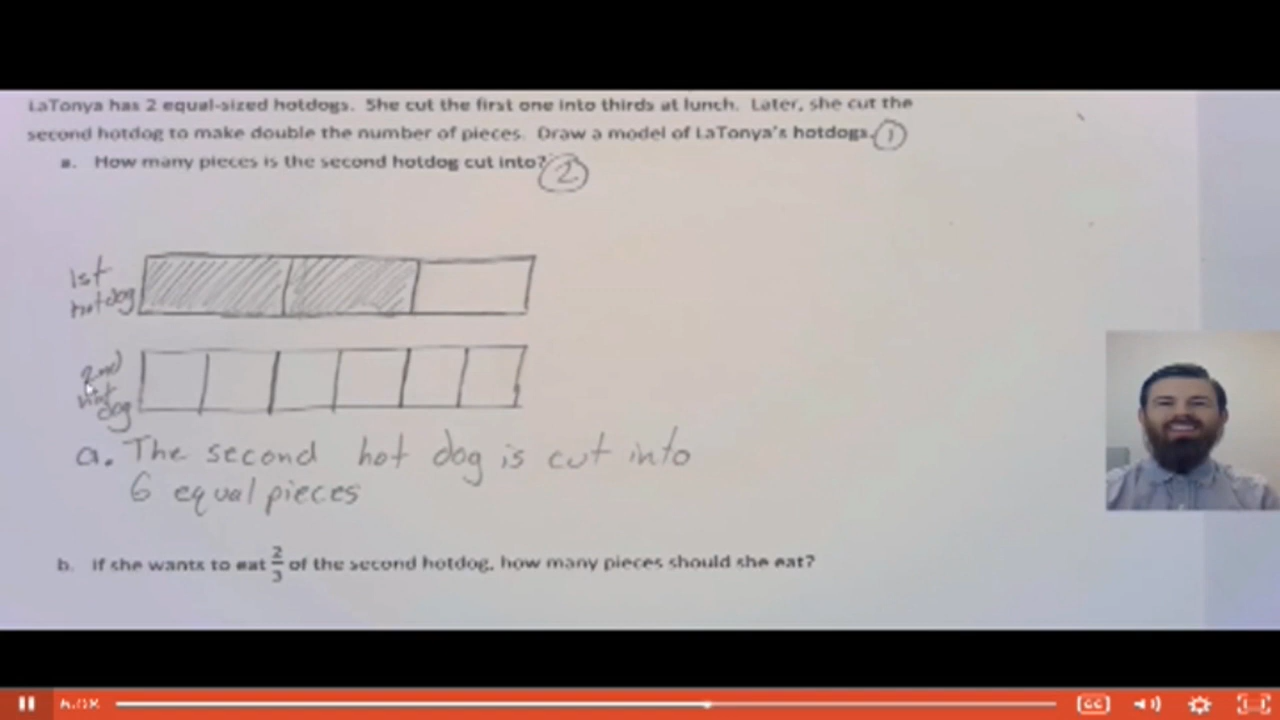 LaTonya has 2 equal-sized hotdogs. She cut the first one into thirds at lunch. Later, she cut the
second hotdog to make double the number of pieces. Draw a model of LaTonya's hotdogs. 1
a. How many pieces is the second hotdog cut into? 2
1st
hotdog
2nd
hot
dog
a. The second hot dog is cut into
6 equal pieces
b. If she wants to eat 2/3 of the second hotdog, how many pieces should she eat?
CC